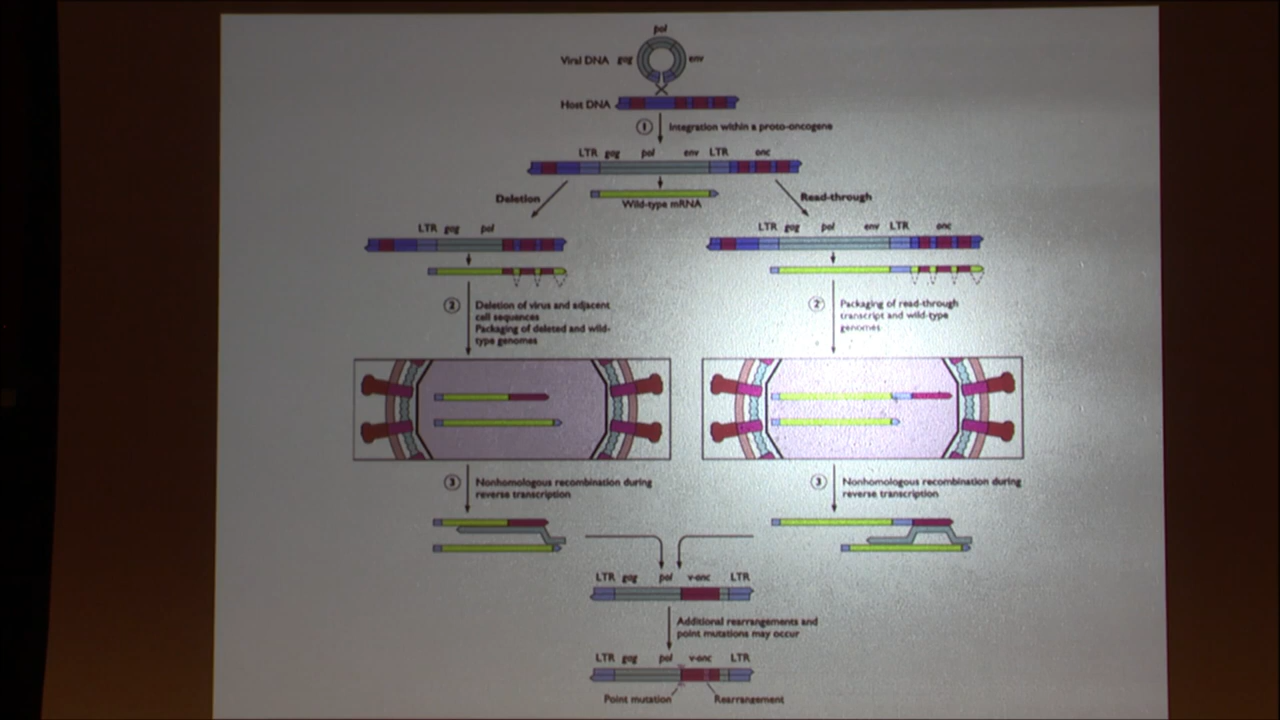 pol
Viral DNA gag env
Host DNA
1 Integration within a proto-oncogene
LTR gag pol env LTR onc
Deletion
Wild-type mRNA
Read-through
LTR gag pol
LTR gag pol env LTR onc
2 Deletion of virus and adjacent
cell sequences
Packaging of deleted and wild-
type genomes
2 Packaging of read-through
transcript and wild-type
genomes
3 Nonhomologous recombination during
reverse transcription
3 Nonhomologous recombination during
reverse transcription
LTR gag pol v-onc LTR
Additional rearrangements and
point mutations may occur
LTR gag pol v-onc LTR
Point mutation Rearrangement